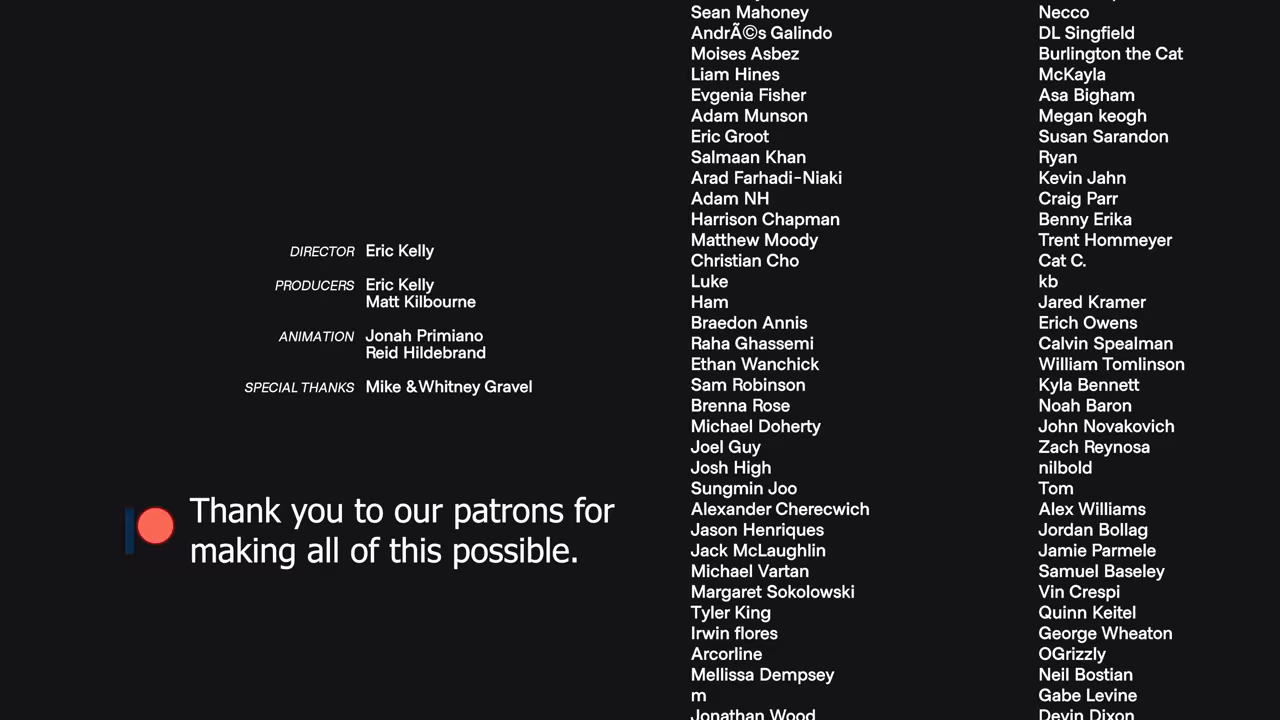 DIRECTOR Eric Kelly
PRODUCERS Eric Kelly
Matt Kilbourne
ANIMATION Jonah Primiano
Reid Hildebrand
SPECIAL THANKS Mike & Whitney Gravel
Thank you to our patrons for
making all of this possible.
Sean Mahoney
AndrÃ©s Galindo
Moises Asbez
Liam Hines
Evgenia Fisher
Adam Munson
Eric Groot
Salmaan Khan
Arad Farhadi-Niaki
Adam NH
Harrison Chapman
Matthew Moody
Christian Cho
Luke
Ham
Braedon Annis
Raha Ghassemi
Ethan Wanchick
Sam Robinson
Brenna Rose
Michael Doherty
Joel Guy
Josh High
Sungmin Joo
Alexander Cherecwich
Jason Henriques
Jack McLaughlin
Michael Vartan
Margaret Sokolowski
Tyler King
Irwin flores
Arcorline
Mellissa Dempsey
m
Jonathan Wood
Necco
DL Singfield
Burlington the Cat
McKayla
Asa Bigham
Megan keogh
Susan Sarandon
Ryan
Kevin Jahn
Craig Parr
Benny Erika
Trent Hommeyer
Cat C.
kb
Jared Kramer
Erich Owens
Calvin Spealman
William Tomlinson
Kyla Bennett
Noah Baron
John Novakovich
Zach Reynosa
nilbold
Tom
Alex Williams
Jordan Bollag
Jamie Parmele
Samuel Baseley
Vin Crespi
Quinn Keitel
George Wheaton
OGrizzly
Neil Bostian
Gabe Levine
Devin Dixon